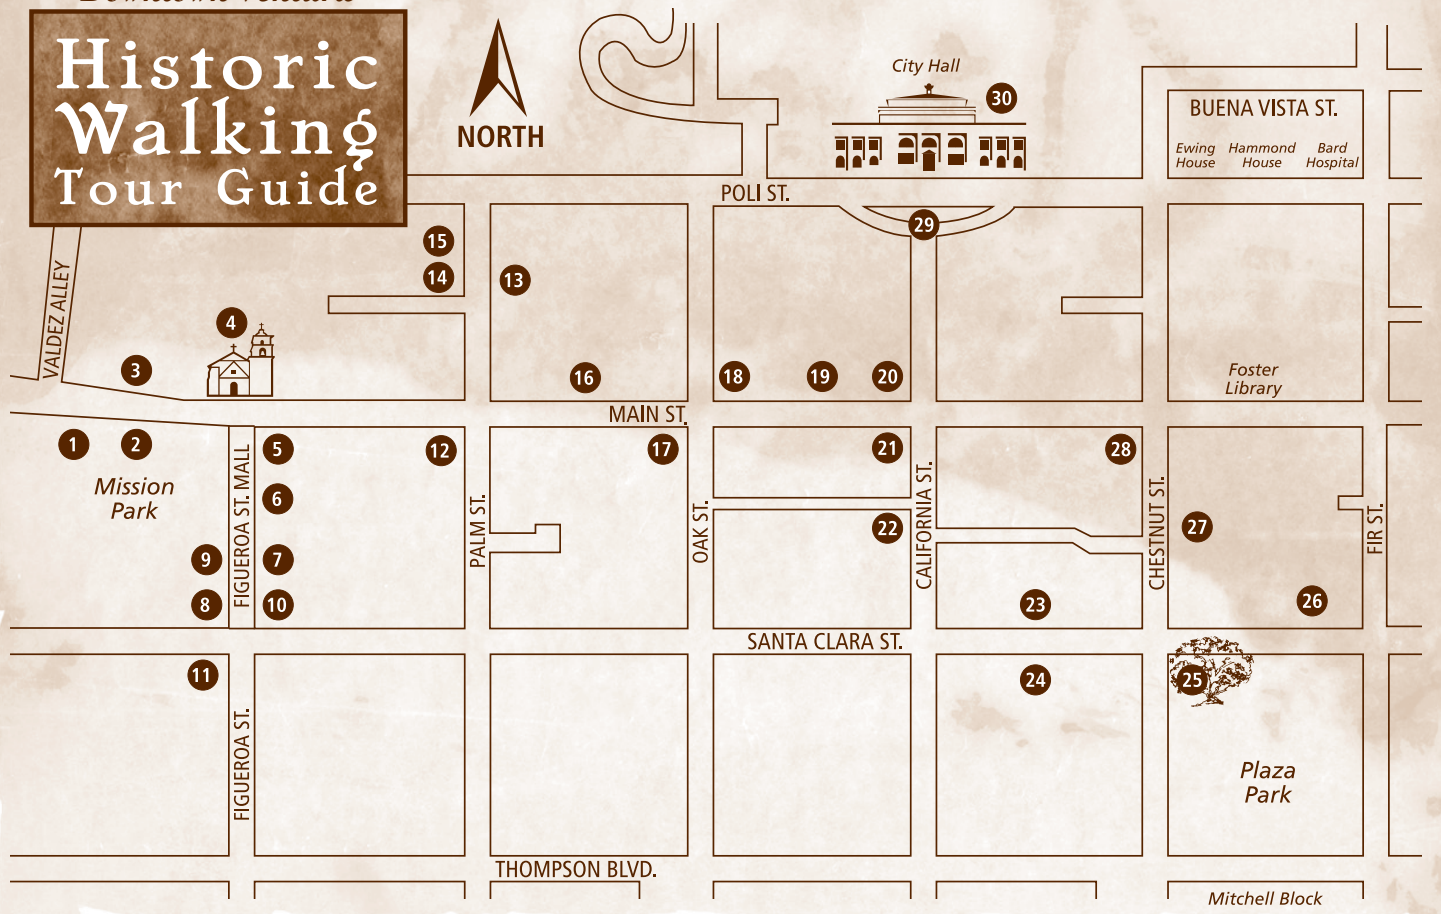 Downtown Ventura
Historic
Walking
Tour Guide
NORTH
City Hall
30
BUENA VISTA ST.
Ewing
House
Hammond
House
Bard
Hospital
POLI ST.
29
15
14
13
VALDEZ ALLEY
4
3
16
18
19
20
Foster
Library
MAIN ST.
1
2
5
12
17
21
28
Mission
Park
6
FIGUEROA ST. MALL
PALM ST.
OAK ST.
22
CALIFORNIA ST.
CHESTNUT ST.
27
FIR ST.
9
7
8
10
23
26
SANTA CLARA ST.
11
24
25
FIGUEROA ST.
Plaza
Park
THOMPSON BLVD.
Mitchell Block